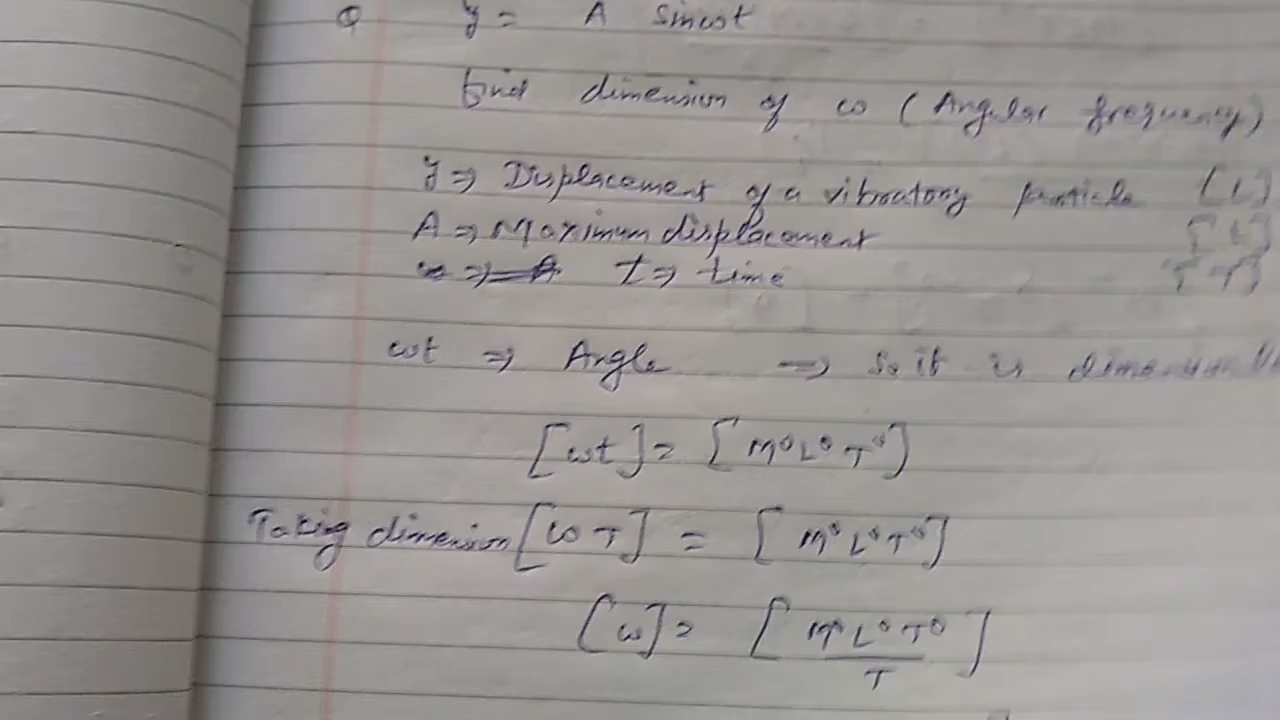 Q y = A sinωt
find dimension of ω (Angular frequency)
y ⇒ Displacement of a vibratory particle [L]
A ⇒ Maximum displacement [L]
t ⇒ time [T]
ωt ⇒ Angle ⇒ So it is
[ωt] = [M⁰L⁰T⁰]
Taking dimension [ωT] = [M⁰L⁰T⁰]
[ω] = [M⁰L⁰T⁰/T]